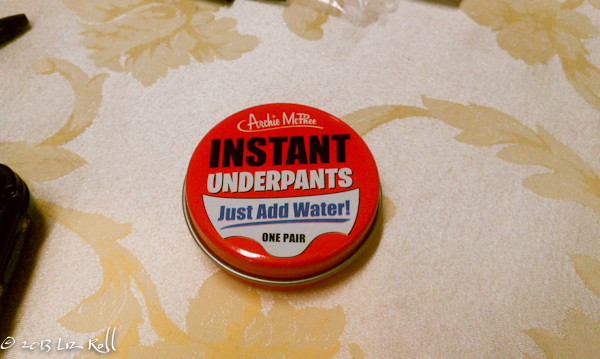 Archie McPhee
INSTANT
UNDERPANTS
Just Add Water!
ONE PAIR
© 2013 Liz Kell